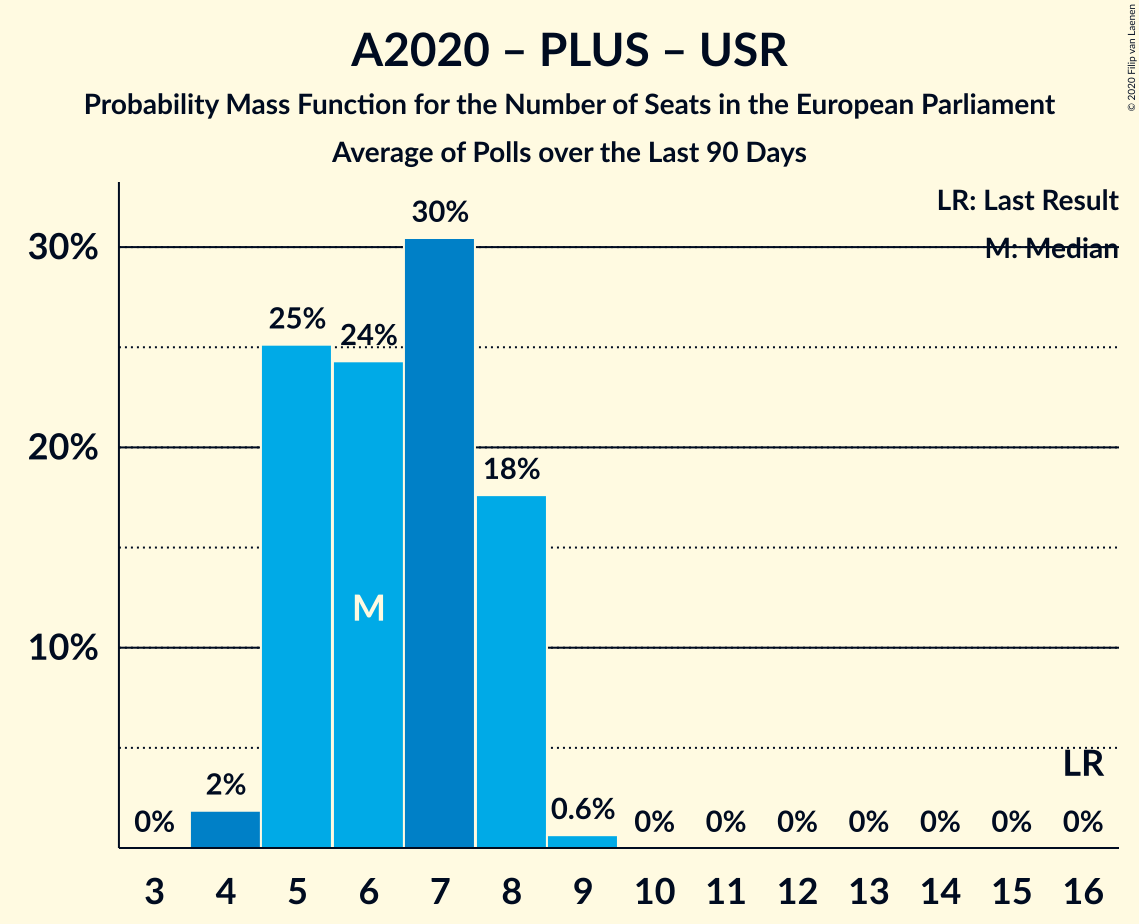 A2020 – PLUS – USR
Probability Mass Function for the Number of Seats in the European Parliament
Average of Polls over the Last 90 Days
© 2020 Filip van Laenen
LR: Last Result
M: Median
30%
20%
10%
0%
2%
25%
24%
30%
18%
0.6%
0%
0%
0%
0%
0%
0%
0%
M
LR
3 4 5 6 7 8 9 10 11 12 13 14 15 16